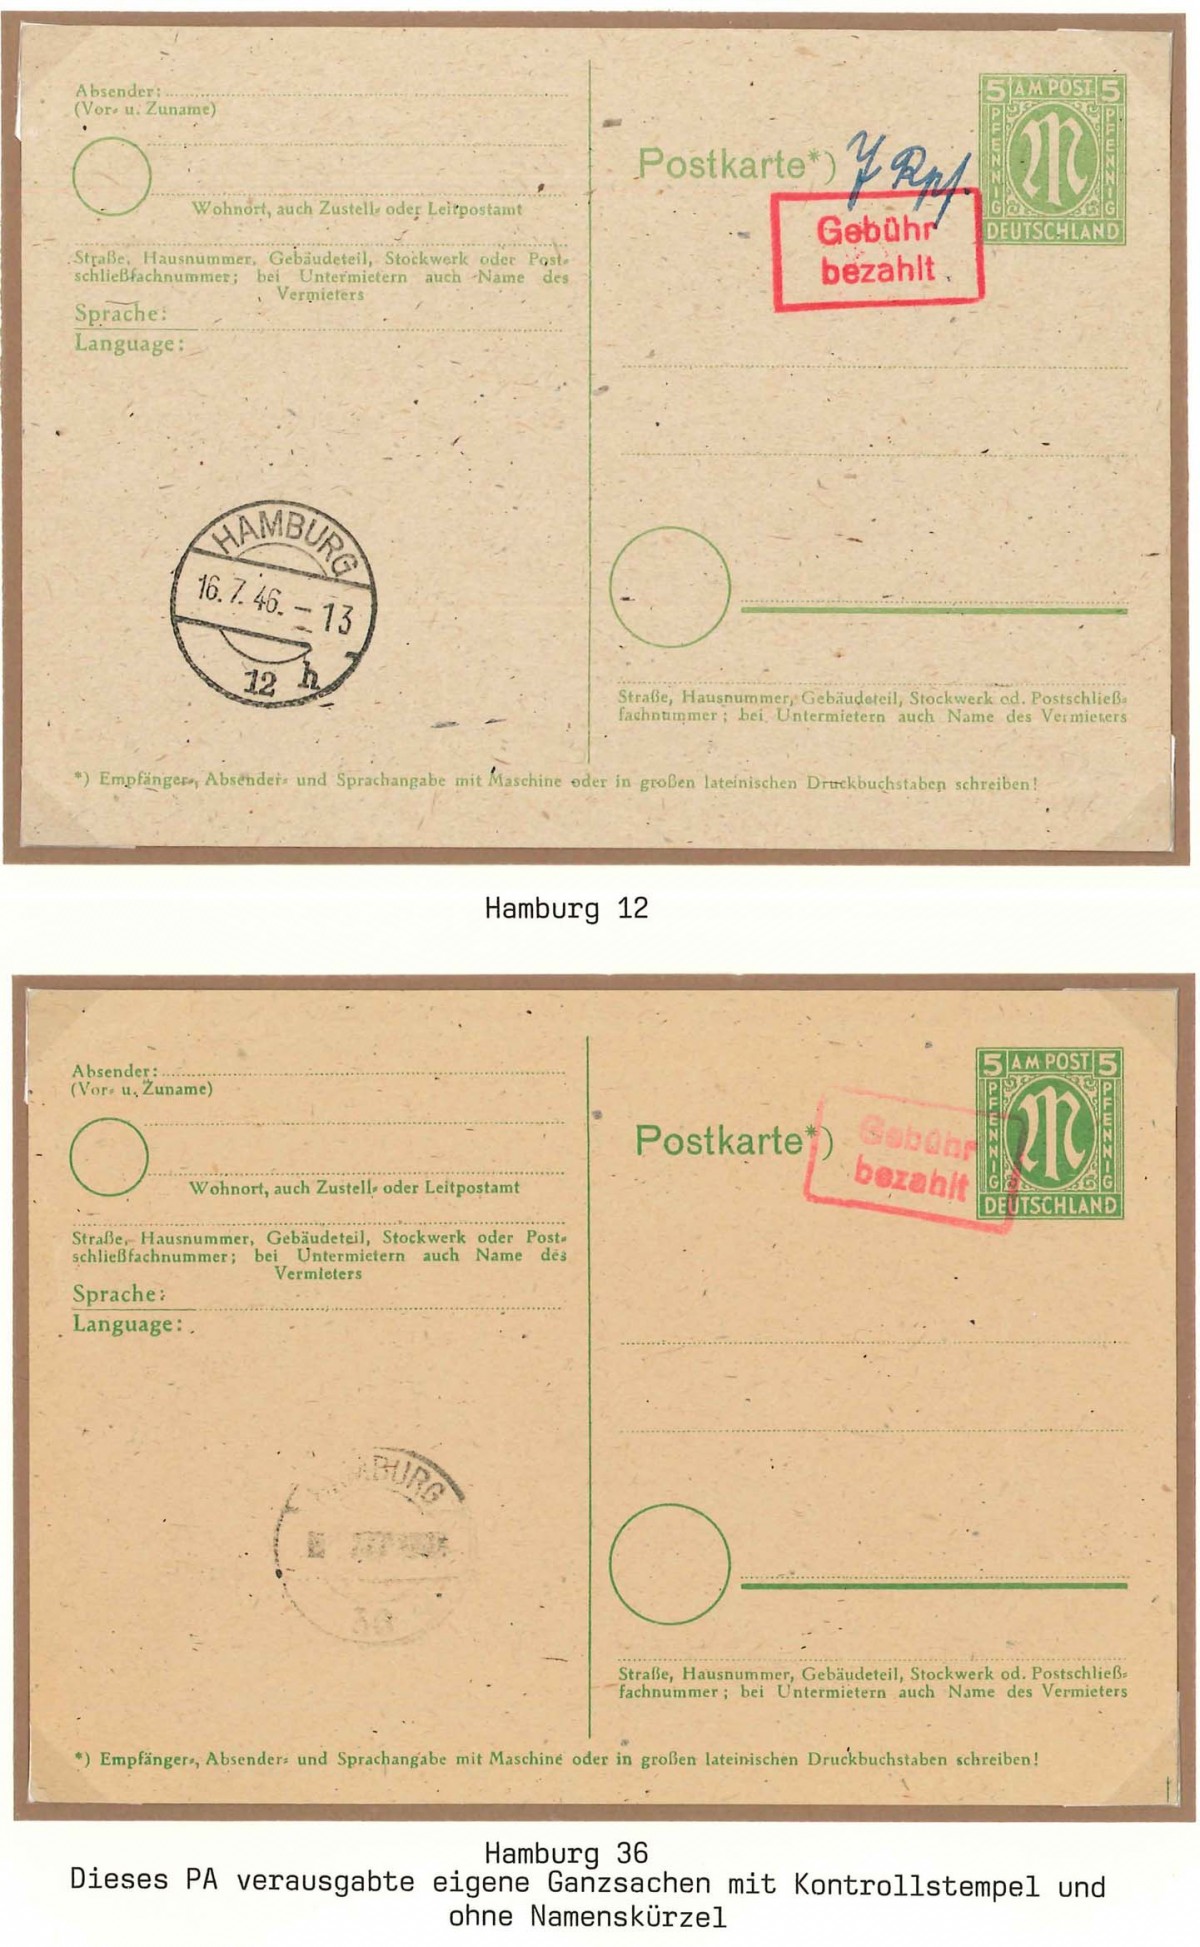 Absender:
(Vor- u. Zuname)
Wohnort, auch Zustell- oder Leitpostamt
Straße, Hausnummer, Gebäudeteil, Stockwerk oder Post-
schließfachnummer; bei Untermietern auch Name des
Vermieters
Sprache:
Language:
HAMBURG
16.7.46.-13
12 h
5 AM POST 5
PFENNIG
PFENNIG
DEUTSCHLAND
Postkarte*) 7 Rpf.
Gebühr
bezahlt
Straße, Hausnummer, Gebäudeteil, Stockwerk od. Postschließ-
fachnummer; bei Untermietern auch Name des Vermieters
*) Empfänger-, Absender- und Sprachangabe mit Maschine oder in großen lateinischen Druckbuchstaben schreiben!
Hamburg 12
Absender:
(Vor- u. Zuname)
Wohnort, auch Zustell- oder Leitpostamt
Straße, Hausnummer, Gebäudeteil, Stockwerk oder Post-
schließfachnummer; bei Untermietern auch Name des
Vermieters
Sprache:
Language:
HAMBURG
36
5 AM POST 5
PFENNIG
PFENNIG
DEUTSCHLAND
Postkarte*)
Gebühr
bezahlt
Straße, Hausnummer, Gebäudeteil, Stockwerk od. Postschließ-
fachnummer; bei Untermietern auch Name des Vermieters
*) Empfänger-, Absender- und Sprachangabe mit Maschine oder in großen lateinischen Druckbuchstaben schreiben!
Hamburg 36
Dieses PA verausgabte eigene Ganzsachen mit Kontrollstempel und
ohne Namenskürzel